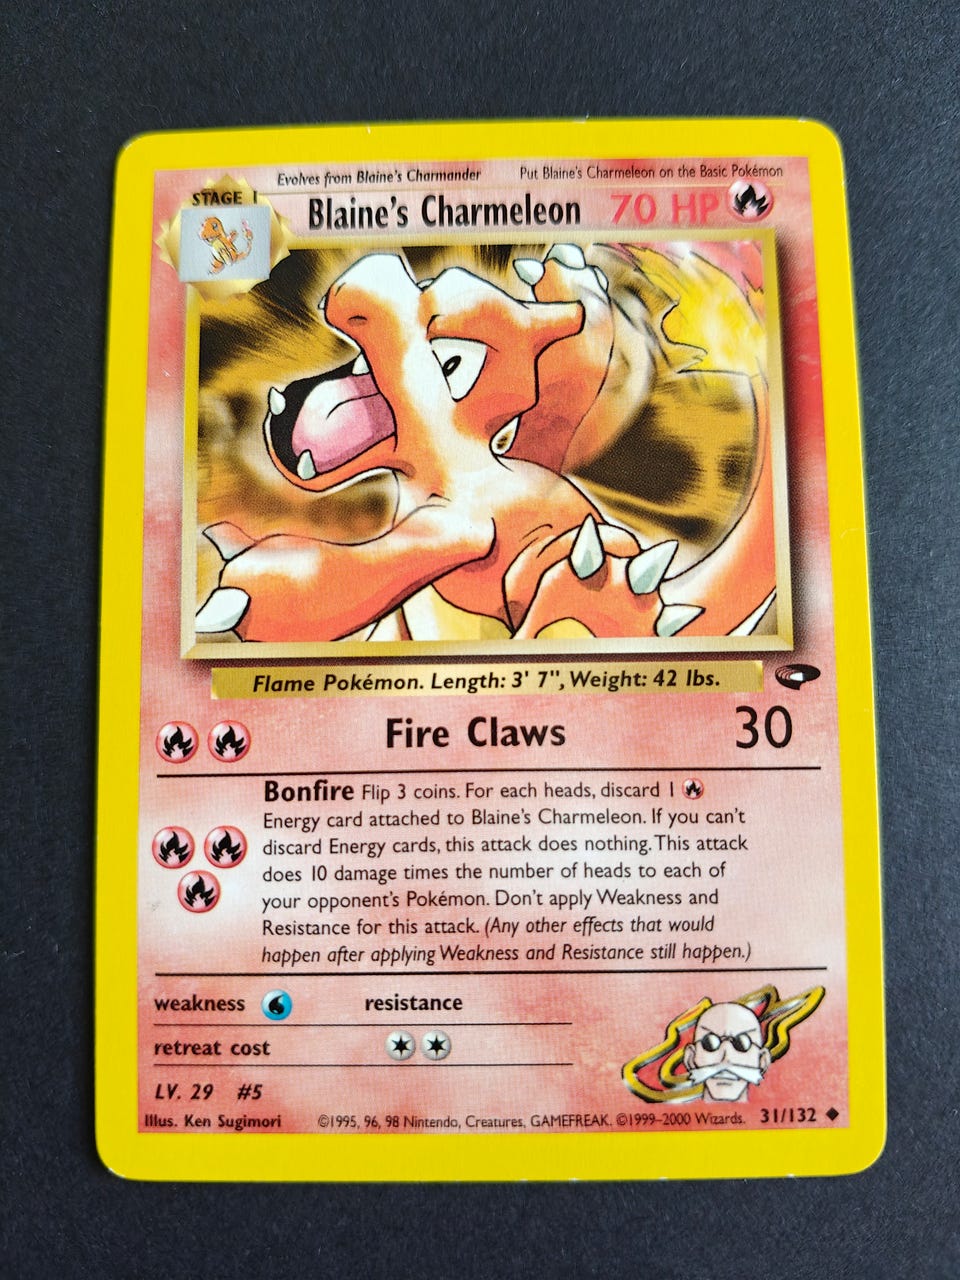 Evolves from Blaine's Charmander Put Blaine's Charmeleon on the Basic Pokémon
STAGE 1
Blaine's Charmeleon 70 HP
Flame Pokémon. Length: 3' 7", Weight: 42 lbs.
Fire Claws 30
Bonfire Flip 3 coins. For each heads, discard 1
Energy card attached to Blaine's Charmeleon. If you can't
discard Energy cards, this attack does nothing. This attack
does 10 damage times the number of heads to each of
your opponent's Pokémon. Don't apply Weakness and
Resistance for this attack. (Any other effects that would
happen after applying Weakness and Resistance still happen.)
weakness resistance
retreat cost
LV. 29 #5
Illus. Ken Sugimori ©1995, 96, 98 Nintendo, Creatures, GAMEFREAK. ©1999–2000 Wizards. 31/132